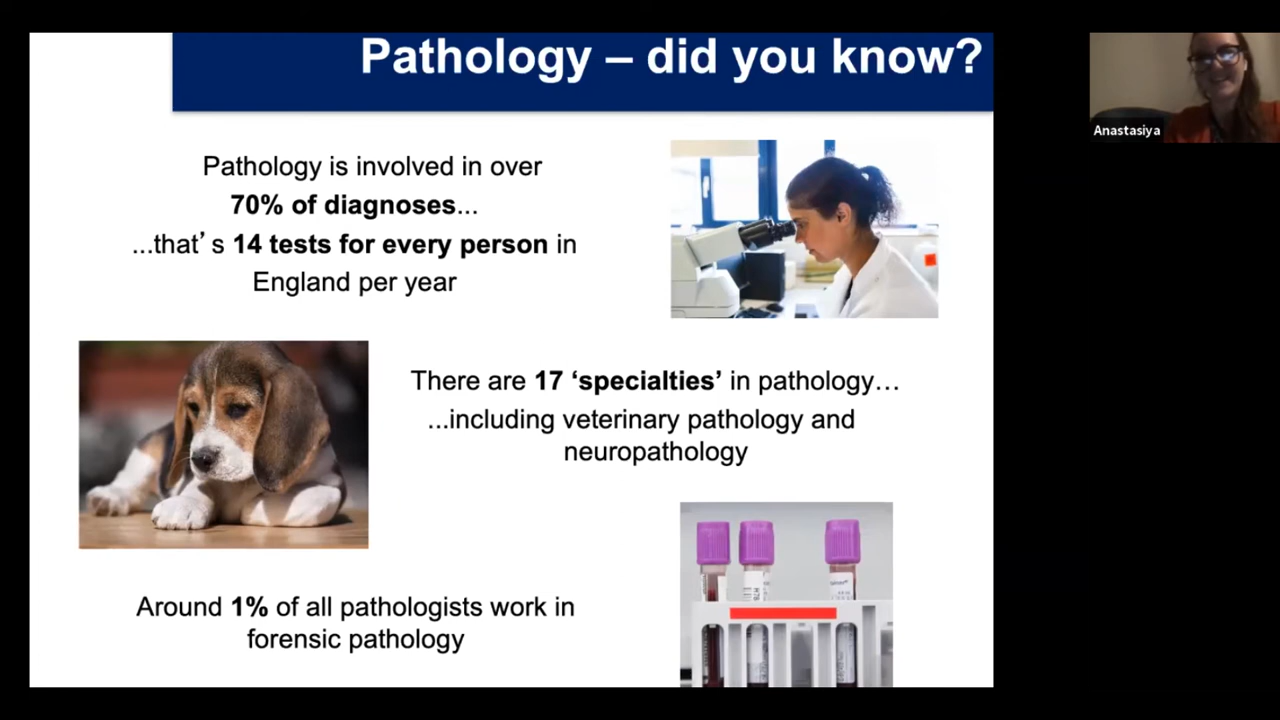 Pathology – did you know?
Anastasiya
Pathology is involved in over
70% of diagnoses...
...that’s 14 tests for every person in
England per year
There are 17 ‘specialties’ in pathology…
...including veterinary pathology and
neuropathology
Around 1% of all pathologists work in
forensic pathology